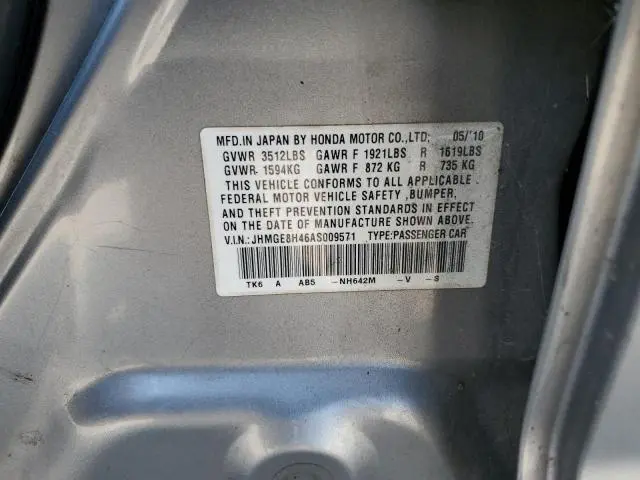 MFD.IN JAPAN BY HONDA MOTOR CO.,LTD. 05/'10
GVWR 3512LBS GAWR F 1921LBS R 1619LBS
GVWR 1594KG GAWR F 872 KG R 735 KG
THIS VEHICLE CONFORMS TO ALL APPLICABLE
FEDERAL MOTOR VEHICLE SAFETY ,BUMPER,
AND THEFT PREVENTION STANDARDS IN EFFECT
ON THE DATE OF MANUFACTURE SHOWN ABOVE.
V.I.N.: JHMGE8H46AS009571 TYPE:PASSENGER CAR
TK6 A AB5 -NH642M -V -S